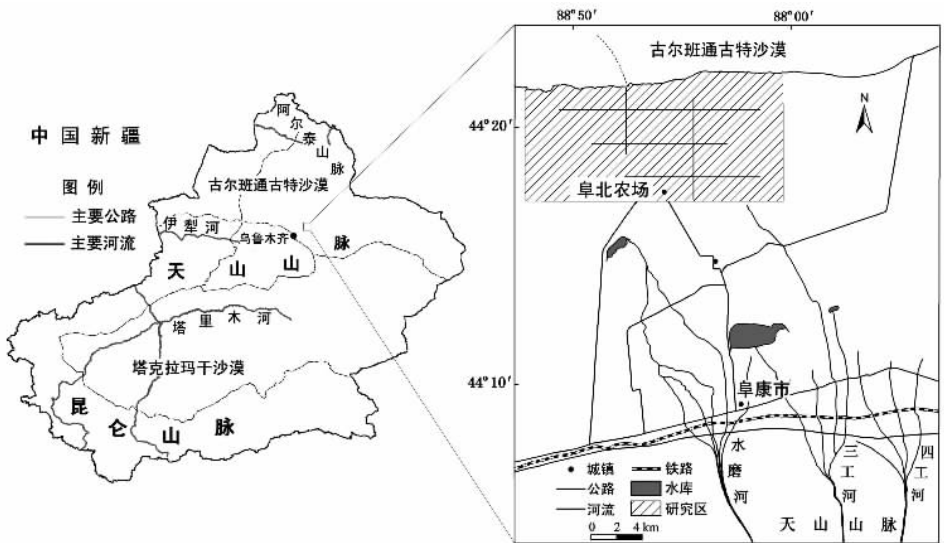 中国新疆
图例
主要公路
主要河流
阿尔泰山脉
古尔班通古特沙漠
伊犁河
乌鲁木齐
天山山脉
塔里木河
塔克拉玛干沙漠
昆仑山脉
88°50′
88°00′
古尔班通古特沙漠
N
44°20′
阜北农场
44°10′
阜康市
水磨河
三工河
四工河
天山山脉
城镇
铁路
公路
水库
河流
研究区
0 2 4 km